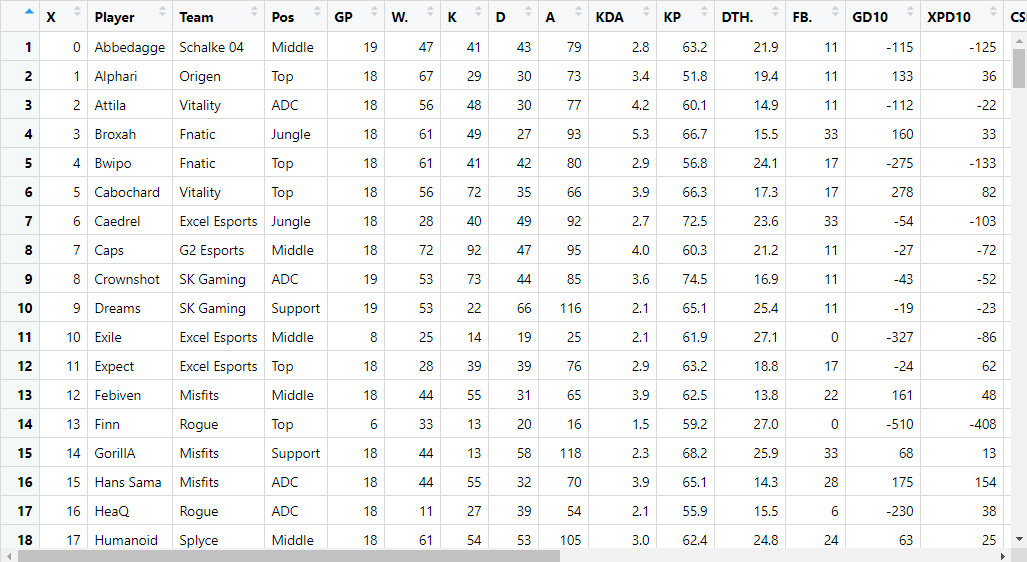 X Player Team Pos GP W. K D A KDA KP DTH. FB. GD10 XPD10 CS
1 0 Abbedagge Schalke 04 Middle 19 47 41 43 79 2.8 63.2 21.9 11 -115 -125
2 1 Alphari Origen Top 18 67 29 30 73 3.4 51.8 19.4 11 133 36
3 2 Attila Vitality ADC 18 56 48 30 77 4.2 60.1 14.9 11 -112 -22
4 3 Broxah Fnatic Jungle 18 61 49 27 93 5.3 66.7 15.5 33 160 33
5 4 Bwipo Fnatic Top 18 61 41 42 80 2.9 56.8 24.1 17 -275 -133
6 5 Cabochard Vitality Top 18 56 72 35 66 3.9 66.3 17.3 17 278 82
7 6 Caedrel Excel Esports Jungle 18 28 40 49 92 2.7 72.5 23.6 33 -54 -103
8 7 Caps G2 Esports Middle 18 72 92 47 95 4.0 60.3 21.2 11 -27 -72
9 8 Crownshot SK Gaming ADC 19 53 73 44 85 3.6 74.5 16.9 11 -43 -52
10 9 Dreams SK Gaming Support 19 53 22 66 116 2.1 65.1 25.4 11 -19 -23
11 10 Exile Excel Esports Middle 8 25 14 19 25 2.1 61.9 27.1 0 -327 -86
12 11 Expect Excel Esports Top 18 28 39 39 76 2.9 63.2 18.8 17 -24 62
13 12 Febiven Misfits Middle 18 44 55 31 65 3.9 62.5 13.8 22 161 48
14 13 Finn Rogue Top 6 33 13 20 16 1.5 59.2 27.0 0 -510 -408
15 14 GorillA Misfits Support 18 44 13 58 118 2.3 68.2 25.9 33 68 13
16 15 Hans Sama Misfits ADC 18 44 55 32 70 3.9 65.1 14.3 28 175 154
17 16 HeaQ Rogue ADC 18 11 27 39 54 2.1 55.9 15.5 6 -230 38
18 17 Humanoid Splyce Middle 18 61 54 53 105 3.0 62.4 24.8 24 63 25